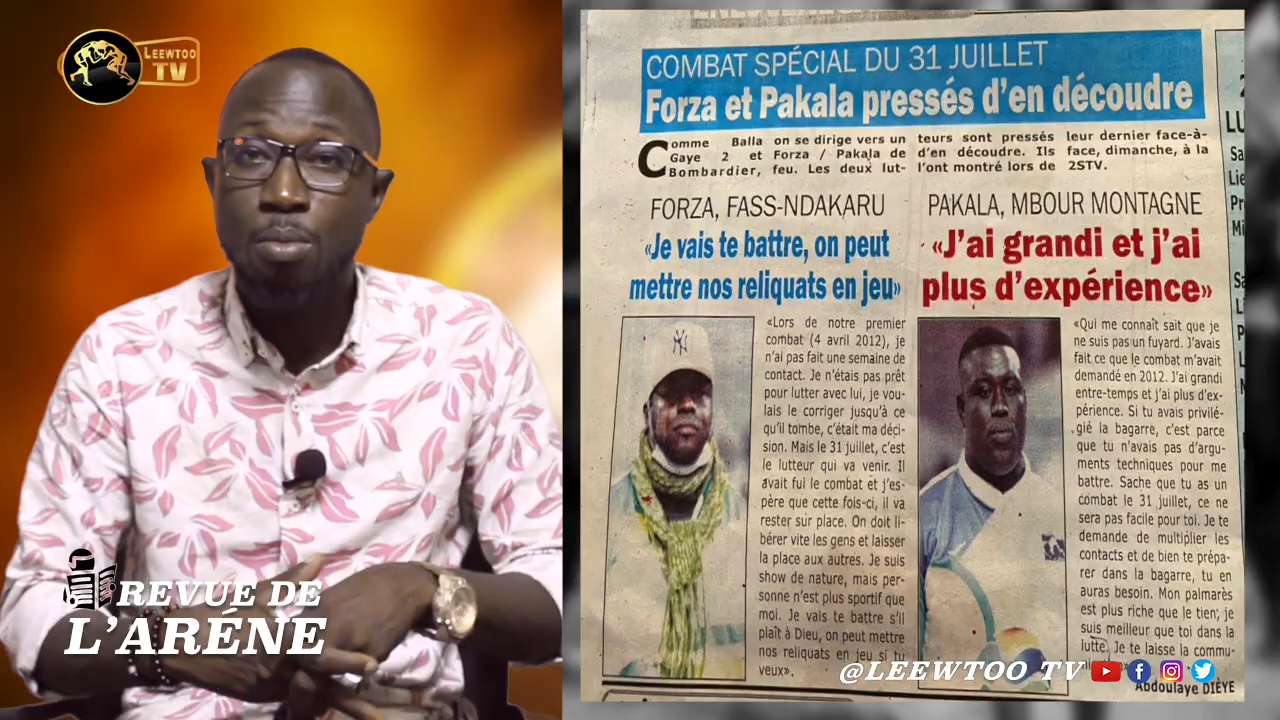 LEEWTOO
TV
COMBAT SPÉCIAL DU 31 JUILLET
Forza et Pakala pressés d'en découdre
Comme Balla
Gaye 2 et
Bombardier,
on se dirige vers un
Forza / Pakala de
feu. Les deux lut-
teurs sont pressés
d'en découdre. Ils
l'ont montré lors de
leur dernier face-à-
face, dimanche, à la
2STV.
FORZA, FASS-NDAKARU
«Je vais te battre, on peut
mettre nos reliquats en jeu»
«Lors de notre premier
combat (4 avril 2012), je
n'ai pas fait une semaine de
contact. Je n'étais pas prêt
pour lutter avec lui, je vou-
lais le corriger jusqu'à ce
qu'il tombe, c'était ma déci-
sion. Mais le 31 juillet, c'est
le lutteur qui va venir. Il
avait fui le combat et j'es-
père que cette fois-ci, il va
rester sur place. On doit li-
bérer vite les gens et laisser
la place aux autres. Je suis
show de nature, mais per-
sonne n'est plus sportif que
moi. Je vais te battre s'il
plaît à Dieu, on peut mettre
nos reliquats en jeu si tu
veux».
PAKALA, MBOUR MONTAGNE
«J'ai grandi et j'ai
plus d'expérience»
«Qui me connaît sait que je
ne suis pas un fuyard. J'avais
fait ce que le combat m'avait
demandé en 2012. J'ai grandi
entre-temps et j'ai plus d'ex-
périence. Si tu avais privilé-
gié la bagarre, c'est parce
que tu n'avais pas d'argu-
ments techniques pour me
battre. Sache que tu as un
combat le 31 juillet, ce ne
sera pas facile pour toi. Je te
demande de multiplier les
contacts et de bien te prépa-
rer dans la bagarre, tu en
auras besoin. Mon palmarès
est plus riche que le tien, je
suis meilleur que toi dans la
lutte. Je te laisse la commu-
Abdoulaye DIÈYE
REVUE DE
L'ARÉNE
@LEEWTOO TV